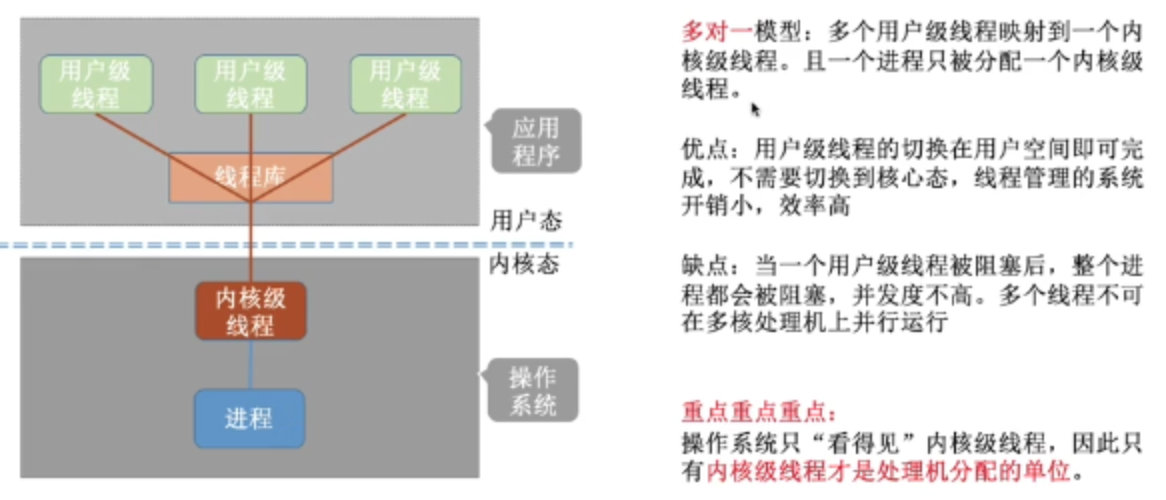 用户级
线程
用户级
线程
用户级
线程
线程库
应用
程序
用户态
内核态
内核级
线程
进程
操作
系统
多对一模型：多个用户级线程映射到一个内
核级线程。且一个进程只被分配一个内核级
线程。
优点：用户级线程的切换在用户空间即可完
成，不需要切换到核心态，线程管理的系统
开销小，效率高
缺点：当一个用户级线程被阻塞后，整个进
程都会被阻塞，并发度不高。多个线程不可
在多核处理机上并行运行
重点重点重点：
操作系统只“看得见”内核级线程，因此只
有内核级线程才是处理机分配的单位。